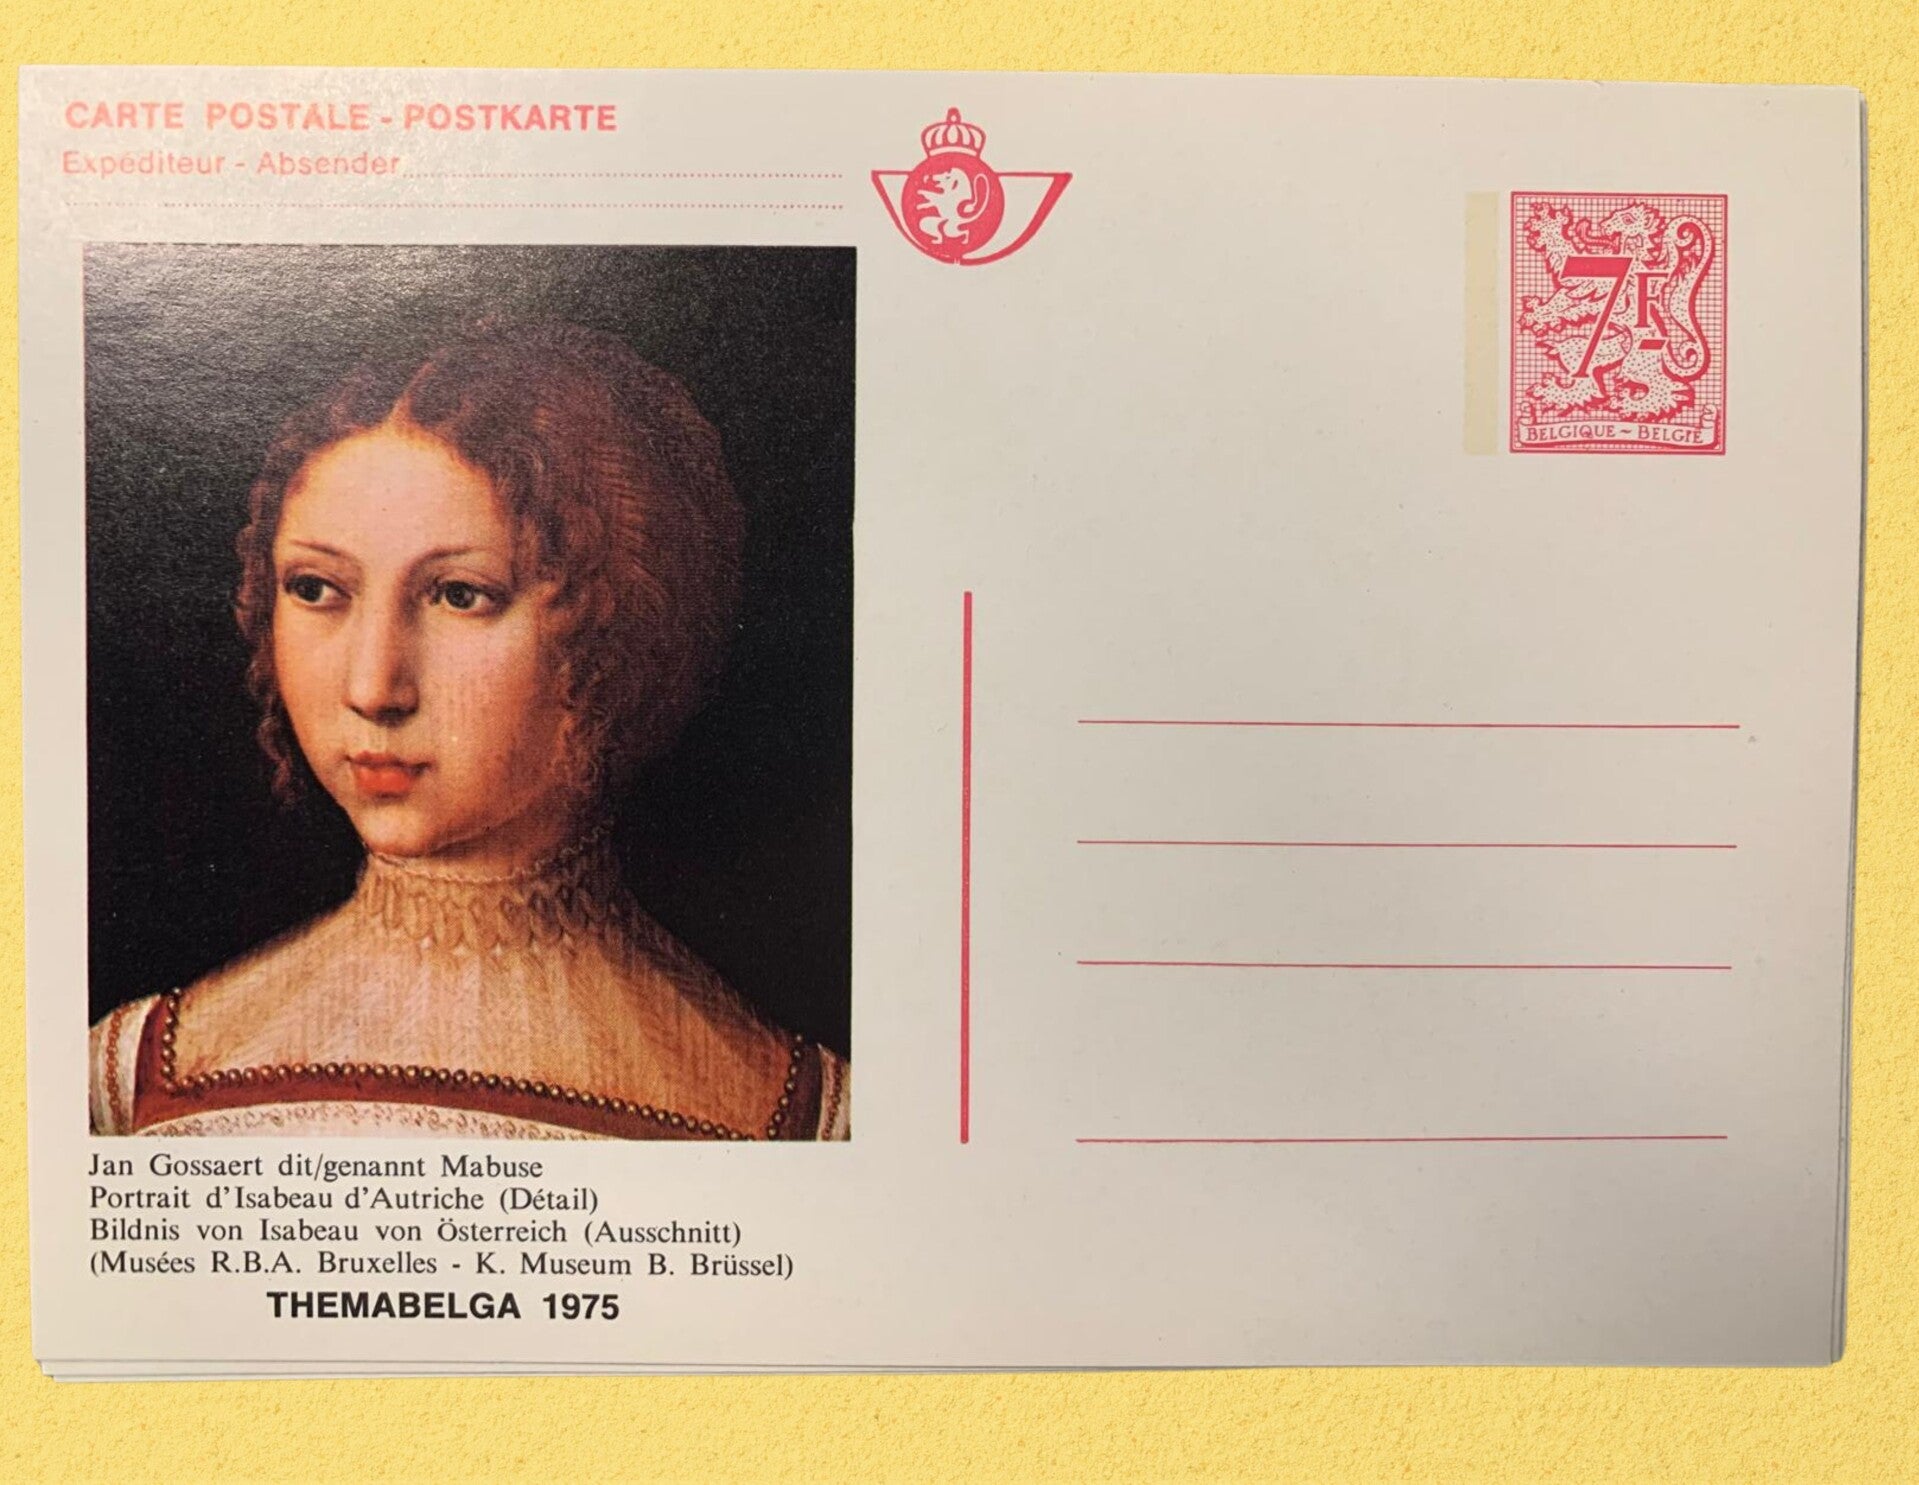 CARTE POSTALE - POSTKARTE
Expéditeur - Absender
7F
BELGIQUE ~ BELGIË
Jan Gossaert dit/genannt Mabuse
Portrait d'Isabeau d'Autriche (Détail)
Bildnis von Isabeau von Österreich (Ausschnitt)
(Musées R.B.A. Bruxelles - K. Museum B. Brüssel)
THEMABELGA 1975